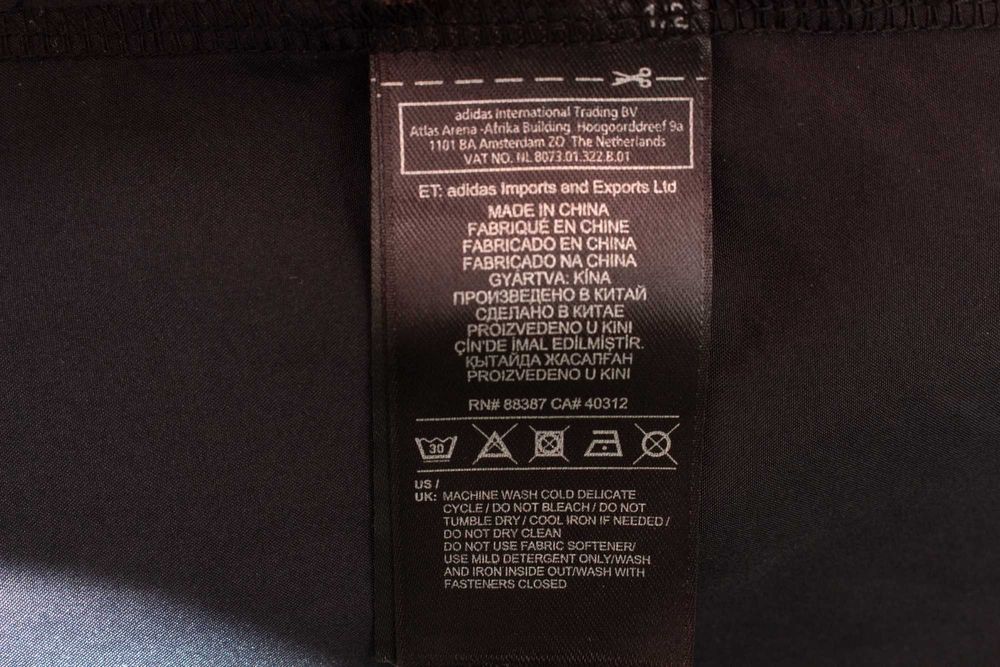 adidas International Trading BV
Atlas Arena -Afrika Building, Hoogoorddreef 9a
1101 BA Amsterdam ZO The Netherlands
VAT NO. NL 8073.01.322.B.01
ET: adidas Imports and Exports Ltd
MADE IN CHINA
FABRIQUÉ EN CHINE
FABRICADO EN CHINA
FABRICADO NA CHINA
GYÁRTVA: KÍNA
ПРОИЗВЕДЕНО В КИТАЙ
СДЕЛАНО В КИТАЕ
PROIZVEDENO U KINI
ÇİN'DE İMAL EDİLMİŞTİR.
ҚЫТАЙДА ЖАСАЛҒАН
PROIZVEDENO U KINI
RN# 88387 CA# 40312
30
US /
UK: MACHINE WASH COLD DELICATE
CYCLE / DO NOT BLEACH / DO NOT
TUMBLE DRY / COOL IRON IF NEEDED /
DO NOT DRY CLEAN
DO NOT USE FABRIC SOFTENER/
USE MILD DETERGENT ONLY/WASH
AND IRON INSIDE OUT/WASH WITH
FASTENERS CLOSED